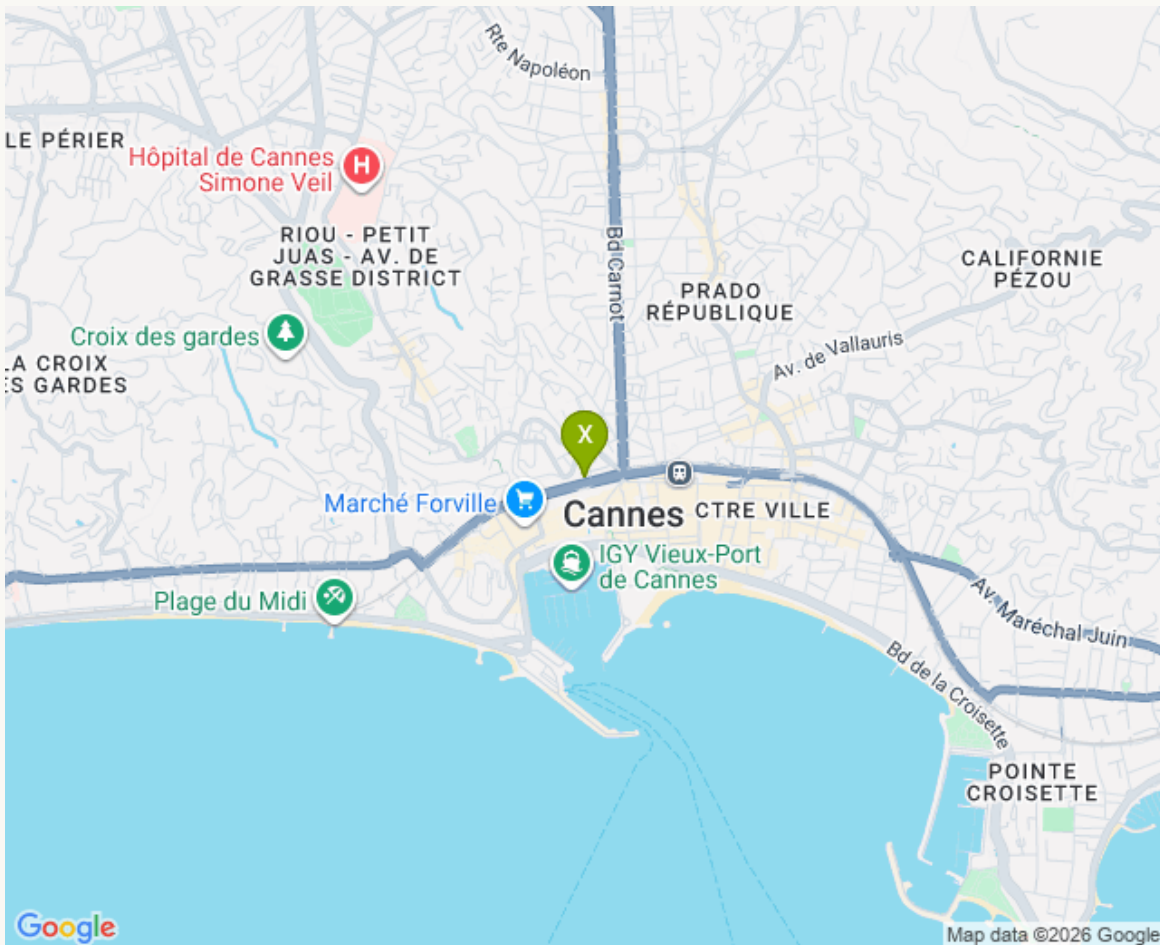 Rte Napoléon
LE PÉRIER
Hôpital de Cannes
Simone Veil
H
RIOU - PETIT
JUAS - AV. DE
GRASSE DISTRICT
Bd Carnot
CALIFORNIE
PÉZOU
PRADO
RÉPUBLIQUE
Croix des gardes
Av. de Vallauris
LA CROIX
ES GARDES
X
Marché Forville
Cannes
CTRE VILLE
IGY Vieux-Port
de Cannes
Plage du Midi
Av. Maréchal Juin
Bd de la Croisette
POINTE
CROISETTE
Google
Map data ©2026 Google